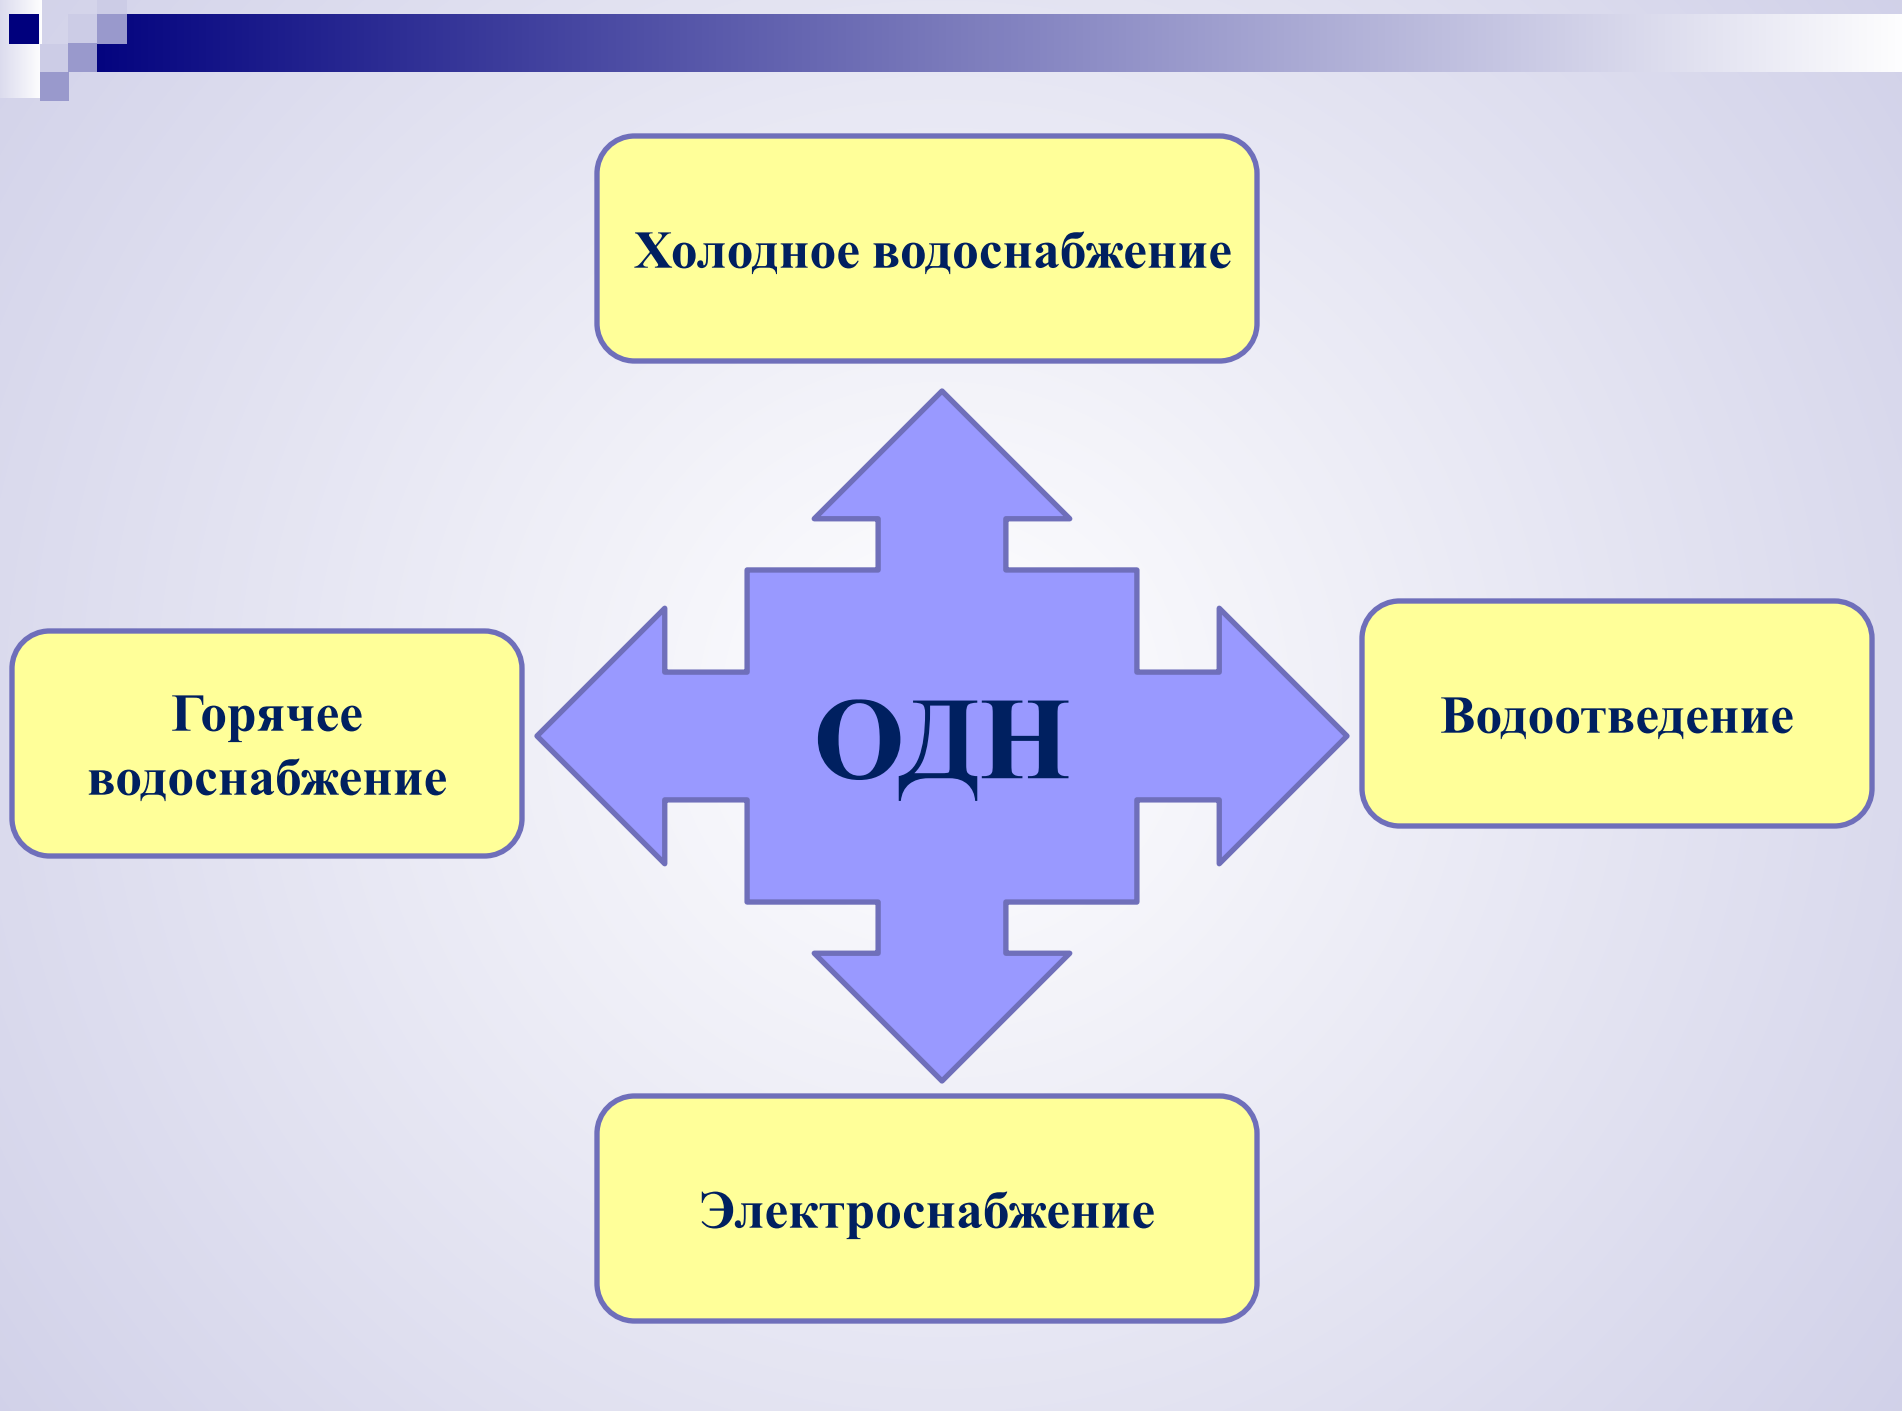 Холодное водоснабжение
Горячее
водоснабжение
ОДН
Водоотведение
Электроснабжение